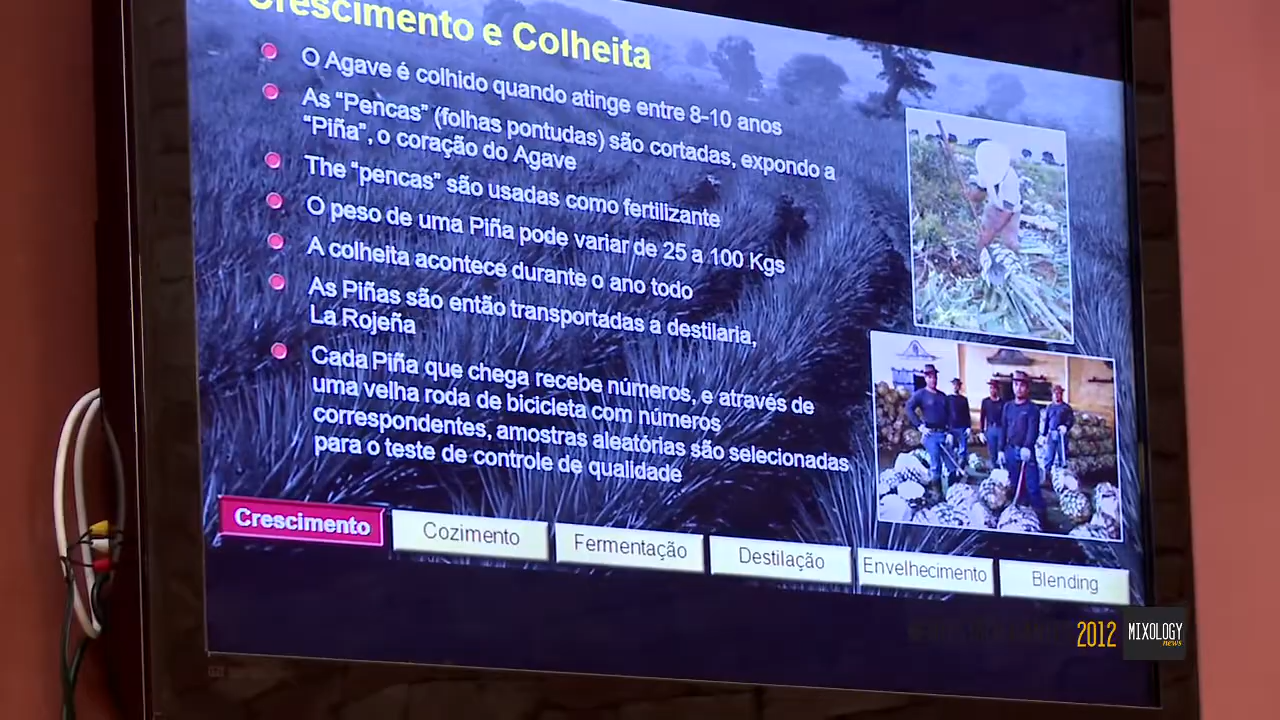 Crescimento e Colheita
O Agave é colhido quando atinge entre 8-10 anos
As “Pencas” (folhas pontudas) são cortadas, expondo a
“Piña”, o coração do Agave
The “pencas” são usadas como fertilizante
O peso de uma Piña pode variar de 25 a 100 Kgs
A colheita acontece durante o ano todo
As Piñas são então transportadas a destilaria,
La Rojeña
Cada Piña que chega recebe números, e através de
uma velha roda de bicicleta com números
correspondentes, amostras aleatórias são selecionadas
para o teste de controle de qualidade
Crescimento
Cozimento
Fermentação
Destilação
Envelhecimento
Blending
2012
MIXOLOGY
news